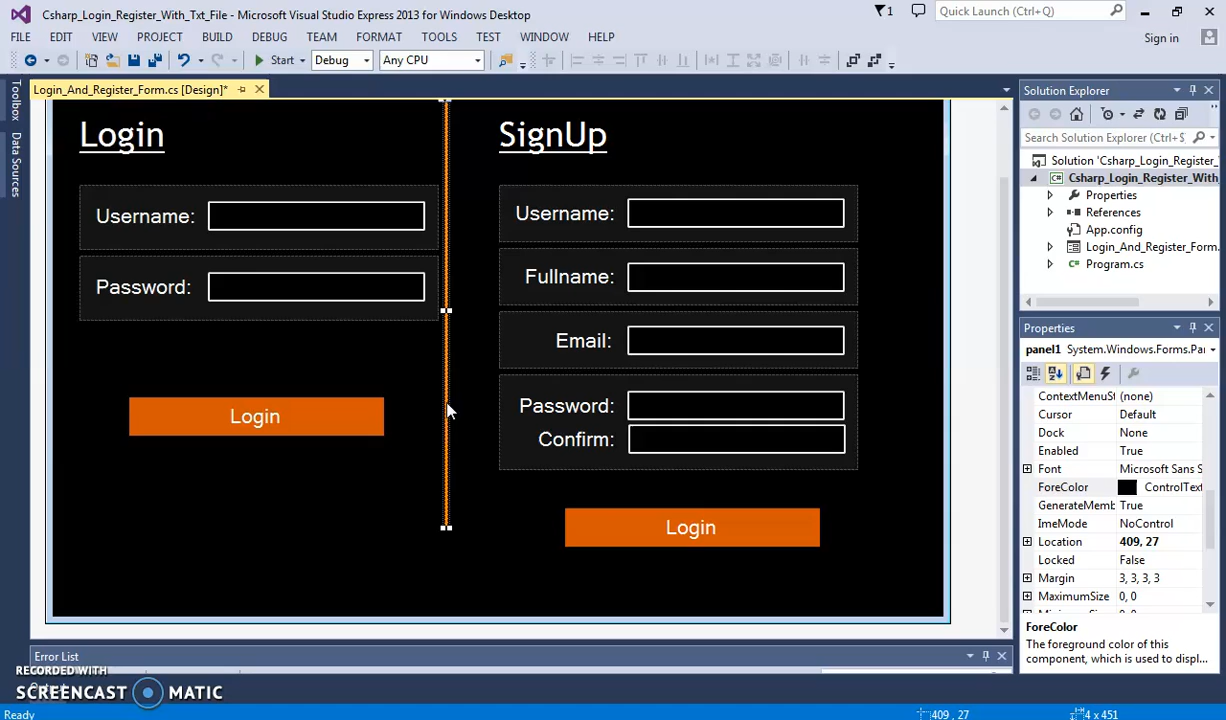 Csharp_Login_Register_With_Txt_File - Microsoft Visual Studio Express 2013 for Windows Desktop
1
Quick Launch (Ctrl+Q)
FILE EDIT VIEW PROJECT BUILD DEBUG TEAM FORMAT TOOLS TEST WINDOW HELP
Sign in
Start
Debug
Any CPU
Toolbox
Data Sources
Login_And_Register_Form.cs [Design]*
Login
Username:
Password:
Login
SignUp
Username:
Fullname:
Email:
Password:
Confirm:
Login
Solution Explorer
Search Solution Explorer (Ctrl+$
Solution 'Csharp_Login_Register_
Csharp_Login_Register_With_
Properties
References
App.config
Login_And_Register_Form.
Program.cs
Properties
panel1 System.Windows.Forms.Pa
ContextMenuSt (none)
Cursor Default
Dock None
Enabled True
Font Microsoft Sans S
ForeColor ControlText
GenerateMemb True
ImeMode NoControl
Location 409, 27
Locked False
Margin 3, 3, 3, 3
MaximumSize 0, 0
ForeColor
The foreground color of this
component, which is used to displ...
Error List
RECORDED WITH
SCREENCAST MATIC
Ready
409 , 27
4 x 451